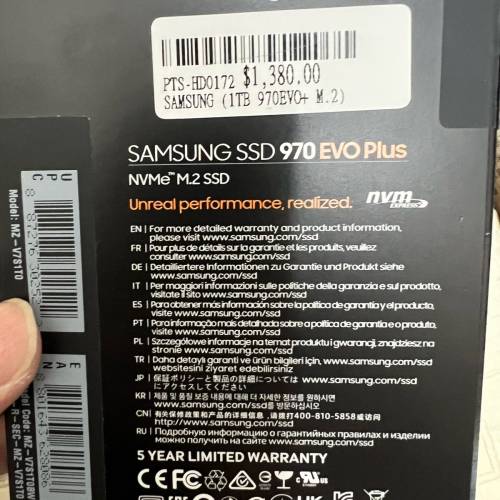 PTS-HD0172 $1,380.00
SAMSUNG (1TB 970EVO+ M.2)
SAMSUNG SSD 970 EVO Plus
NVMe™ M.2 SSD
Unreal performance, realized.
nvm
EXPRESS
EN | For more detailed warranty and product information,
please visit www.samsung.com/ssd
FR | Pour plus de détails sur la garantie et les produits, veuillez
consulter www.samsung.com/ssd
DE | Detailliertere Informationen zu Garantie und Produkt siehe
www.samsung.com/ssd
IT | Per maggiori informazioni sulle politiche della garanzia e sul prodotto,
visitate il sito www.samsung.com/ssd
ES | Para obtener más información sobre la política de garantía y el producto,
visite www.samsung.com/ssd
PT | Para informação mais detalhada sobre a política de garantia e o produto,
visite www.samsung.com/ssd
PL | Szczegółowe informacje na temat produktu i gwarancji, znajdziesz na
stronie www.samsung.com/ssd
TR | Daha detaylı garanti ve ürün bilgileri için, www.samsung.com/ssd
websitesini ziyaret edebilirsiniz
JP | 保証ポリシーと製品の詳細については www.samsung.com/ssd
にアクセスしてください
KR | 제품 및 품질 보증 내용에 대해 더 자세한 정보를 원하시면
www.samsung.com/ssd를 방문하십시오
CN | 有关保修政策和产品的更多信息，请拨打400-810-5858或访问
http://www.samsung.com/ssd
RU | Подробную информацию о гарантийных правилах и изделии
можно получить на сайте www.samsung.com/ssd
5 YEAR LIMITED WARRANTY
UPC
Model: MZ-V7S1T0
EAN